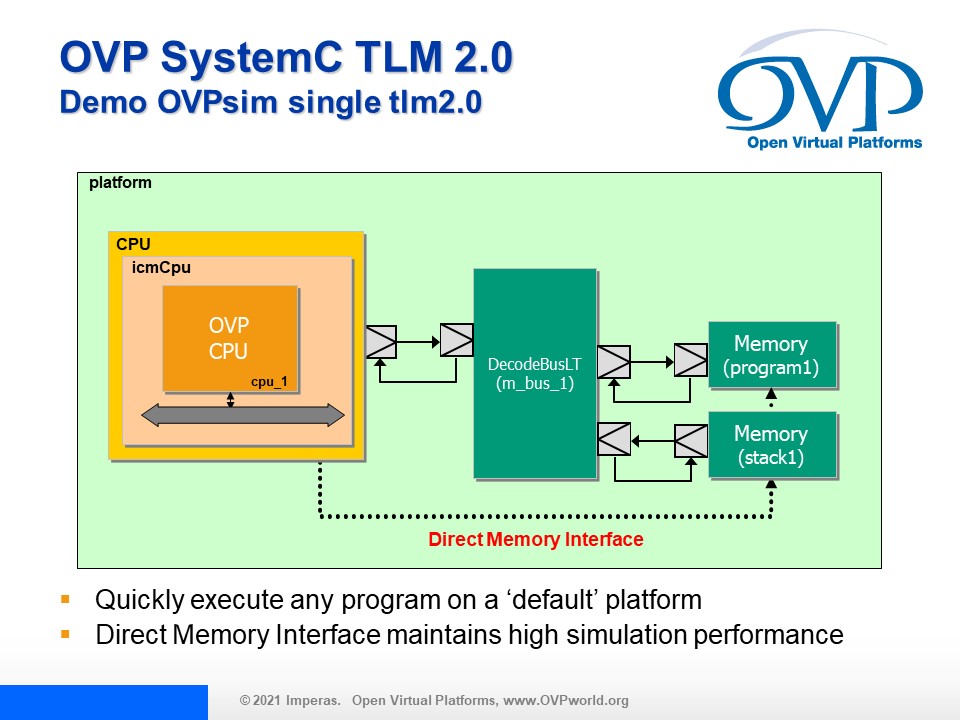 OVP SystemC TLM 2.0
Demo OVPsim single tlm2.0
OVP
Open Virtual Platforms
platform
CPU
icmCpu
OVP
CPU
cpu_1
DecodeBusLT
(m_bus_1)
Memory
(program1)
Memory
(stack1)
Direct Memory Interface
Quickly execute any program on a ‘default’ platform
Direct Memory Interface maintains high simulation performance
© 2021 Imperas. Open Virtual Platforms, www.OVPworld.org